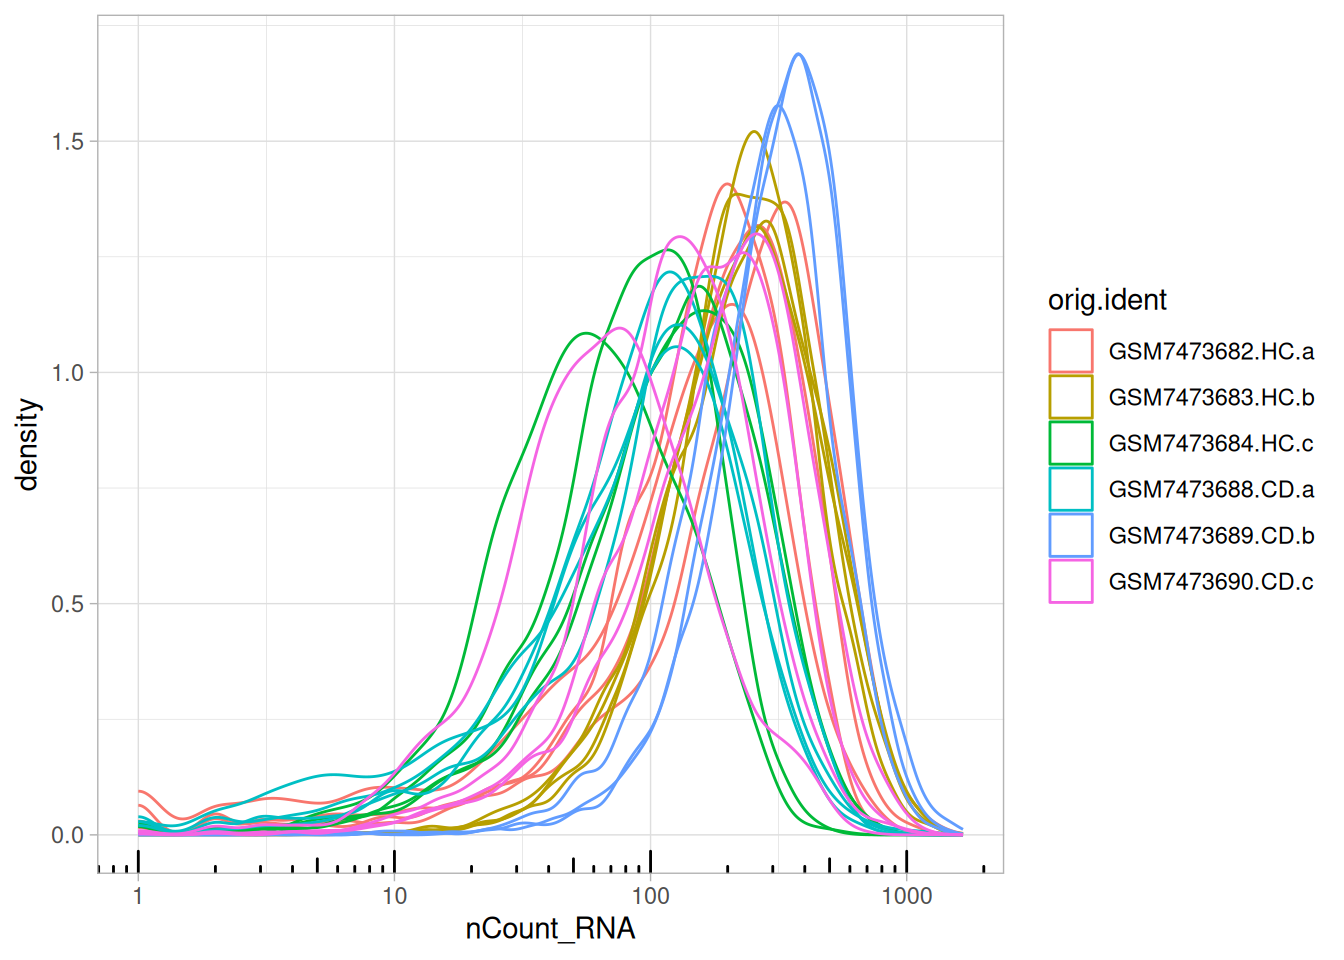 1.5
1.0
0.5
0.0
density
1 10 100 1000
nCount_RNA
orig.ident
GSM7473682.HC.a
GSM7473683.HC.b
GSM7473684.HC.c
GSM7473688.CD.a
GSM7473689.CD.b
GSM7473690.CD.c